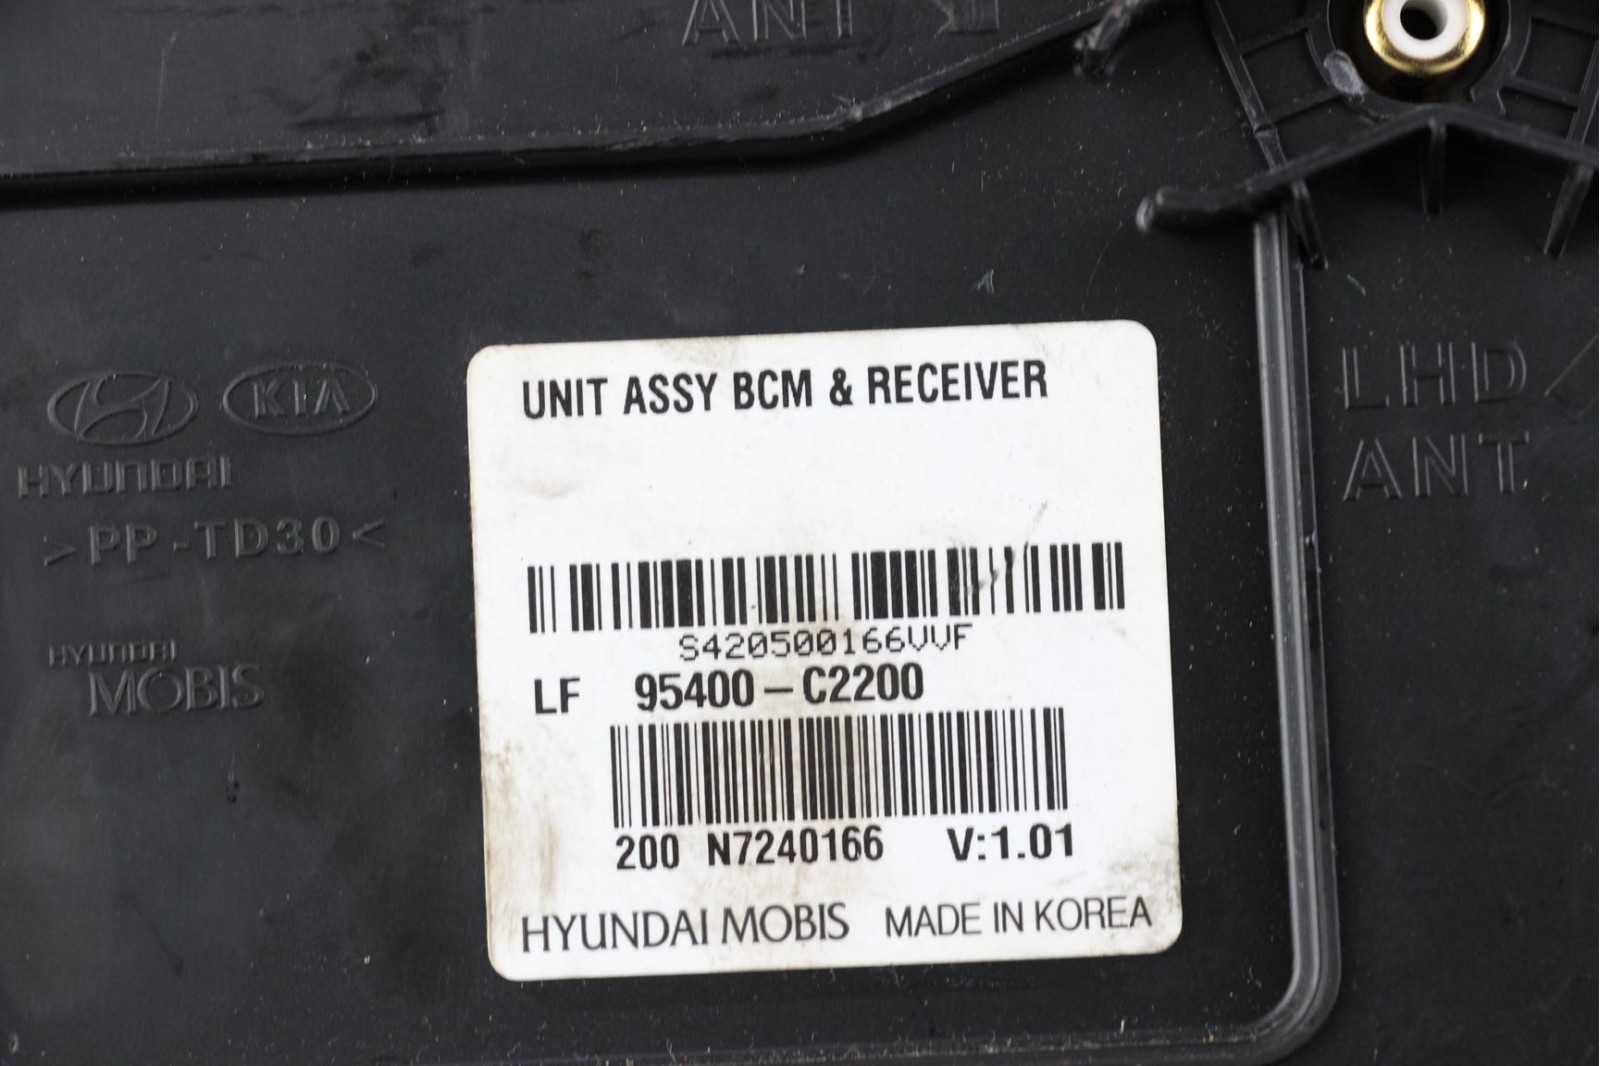 ANT
UNIT ASSY BCM & RECEIVER
KIA
HYUNDAI
>PP-TD30<
HYUNDAI
MOBIS
LHD
ANT
S420500166VVF
LF 95400-C2200
200 N7240166 V:1.01
HYUNDAI MOBIS MADE IN KOREA